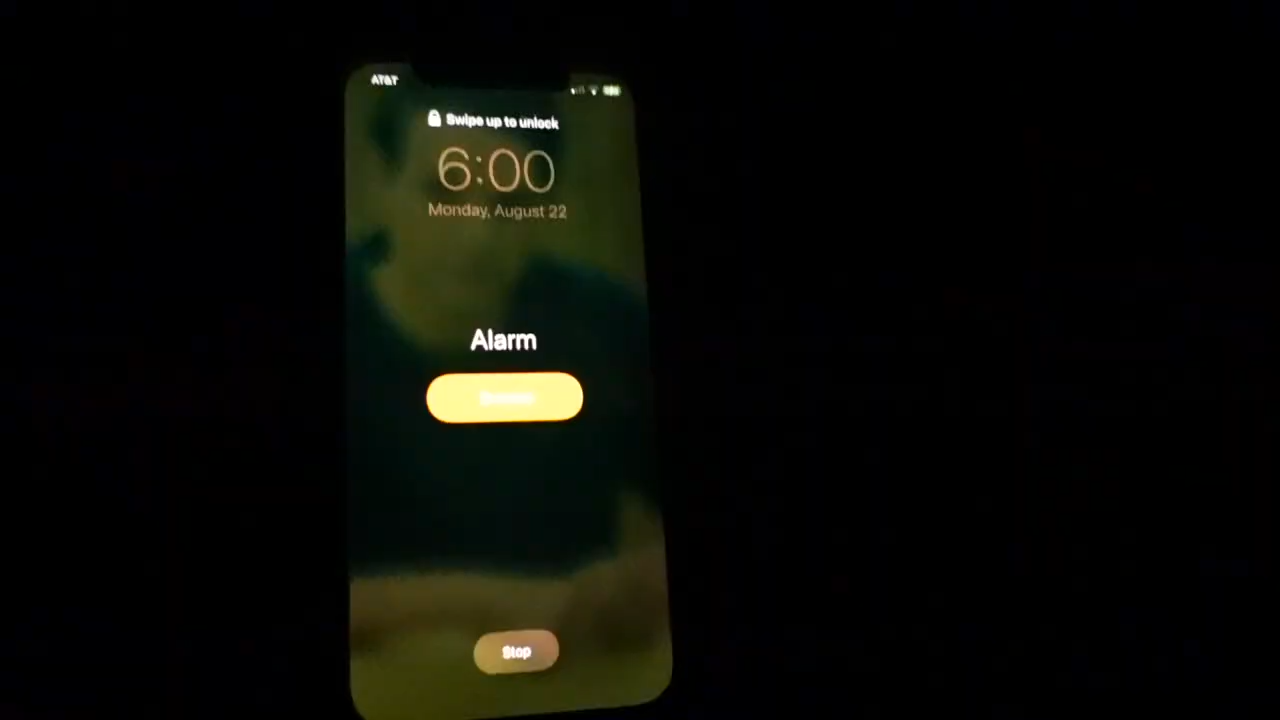 AT&T
Swipe up to unlock
6:00
Monday, August 22
Alarm
Stop